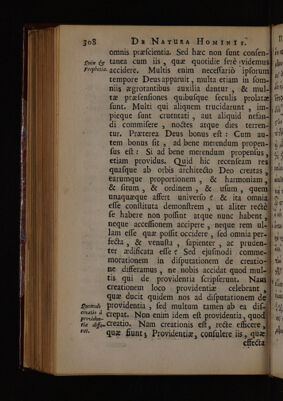 308 DE NATURA HOMINIS.
omnis præscientia. Sed hæc non sunt consen-
tanea cum iis, quæ quotidie ferè videmus
accidere. Multis enim necessariò ipsorum
tempore Deus apparuit, multa etiam in som-
niis ægrotantibus auxilia dantur, & mul-
tæ præsensiones quibusque seculis prolatæ
sunt. Multi qui aliquem trucidarunt, im-
pieque sunt cruentati, aut aliquid nefan-
di commisere, noctes atque dies terren-
tur. Præterea Deus bonus est: Cum au-
tem bonus sit, ad bene merendum propen-
sus est: Si ad bene merendum propensus,
etiam providus. Quid hic recenseam res
quasque ab orbis architecto Deo creatas,
earumque proportionem, & harmoniam,
& situm, & ordinem, & usum, quem
unaquæque affert universo? & ita omnia
esse constituta demonstrem, ut aliter rectè
se habere non possint atque nunc habent,
neque accessionem accipere, neque rem ul-
lam esse quæ possit occidere, sed omnia per-
fecta, & venusta, sapienter, ac pruden-
ter ædificata esse? Sed ejusmodi comme-
morationem in disputationem de creatio-
ne differamus, ne nobis accidat quod mul-
tis qui de providentia scripserunt. Nam
creationem loco providentiæ celebrant,
quæ ducit quidem nos ad disputationem de
providentia, sed multum tamen ab ea dis-
crepat. Non enim idem est providentia, quod
creatio. Nam creationis est, recte efficere,
quæ fiunt; Providentiæ, consulere iis, quæ
effecta
Prophetia.
Quomodo
creatio à
providen-
tiæ diffe-
rat.